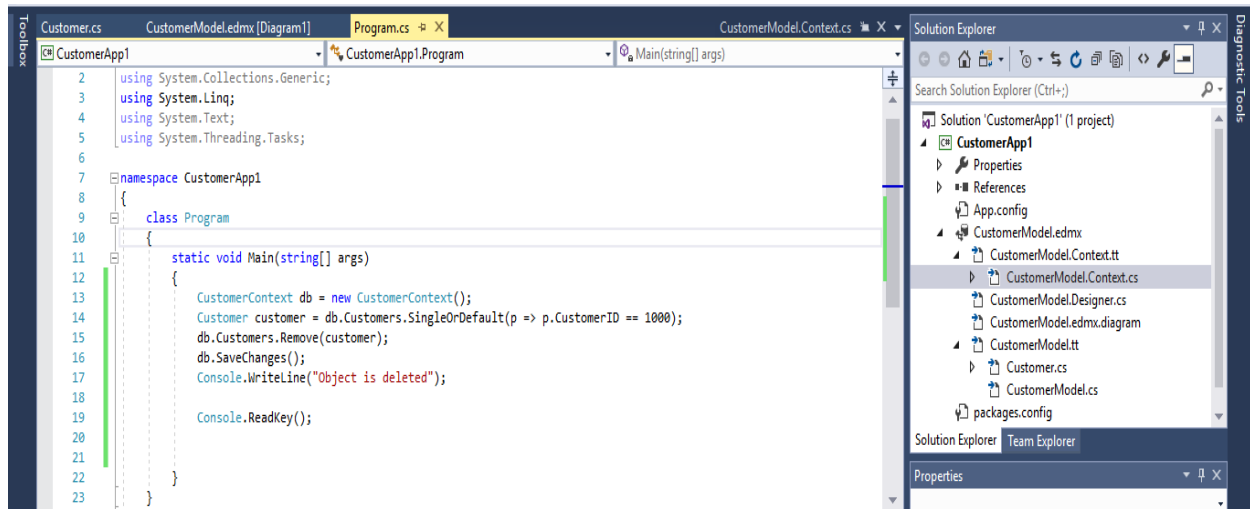 Toolbox
Customer.cs
CustomerModel.edmx [Diagram1]
Program.cs
CustomerModel.Context.cs
C# CustomerApp1
CustomerApp1.Program
Main(string[] args)
2 using System.Collections.Generic;
3 using System.Linq;
4 using System.Text;
5 using System.Threading.Tasks;
6
7 namespace CustomerApp1
8 {
9 class Program
10 {
11 static void Main(string[] args)
12 {
13 CustomerContext db = new CustomerContext();
14 Customer customer = db.Customers.SingleOrDefault(p => p.CustomerID == 1000);
15 db.Customers.Remove(customer);
16 db.SaveChanges();
17 Console.WriteLine("Object is deleted");
18
19 Console.ReadKey();
20
21
22 }
23 }
Solution Explorer
Search Solution Explorer (Ctrl+;)
Solution 'CustomerApp1' (1 project)
C# CustomerApp1
Properties
References
App.config
CustomerModel.edmx
CustomerModel.Context.tt
CustomerModel.Context.cs
CustomerModel.Designer.cs
CustomerModel.edmx.diagram
CustomerModel.tt
Customer.cs
CustomerModel.cs
packages.config
Solution Explorer
Team Explorer
Properties
Diagnostic Tools